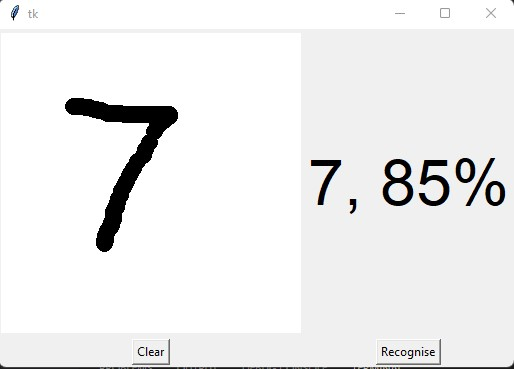 tk
7
7, 85%
Clear
Recognise